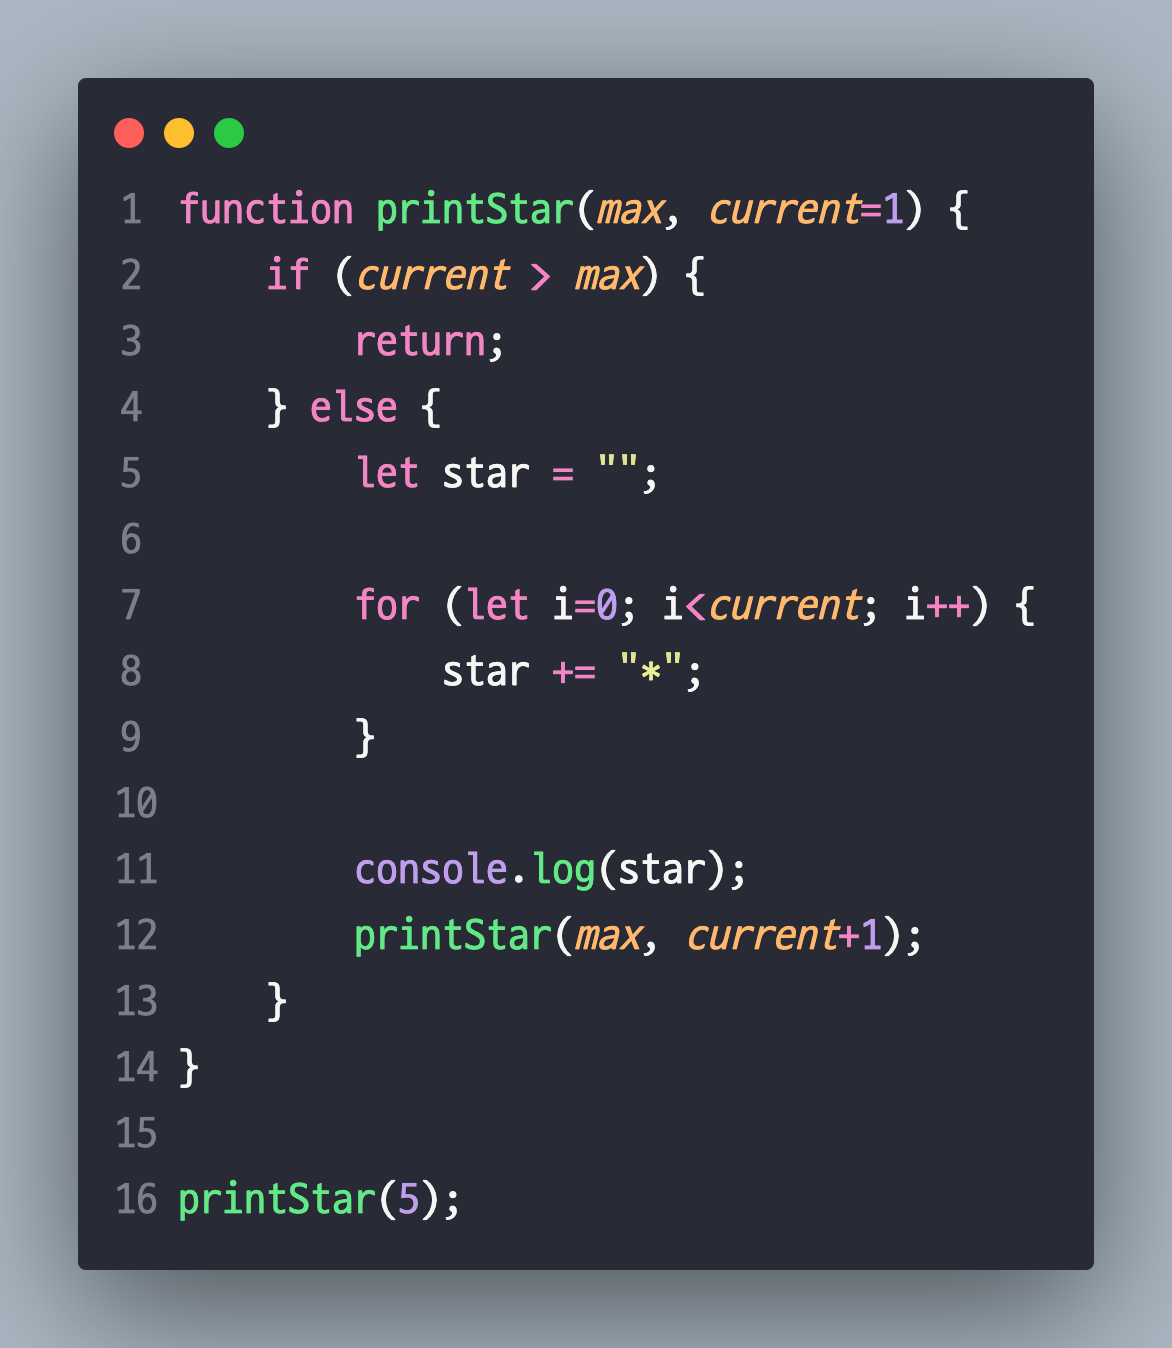 1 function printStar(max, current=1) {
2     if (current > max) {
3         return;
4     } else {
5         let star = "";
6
7         for (let i=0; i<current; i++) {
8             star += "*";
9         }
10
11         console.log(star);
12         printStar(max, current+1);
13     }
14 }
15
16 printStar(5);